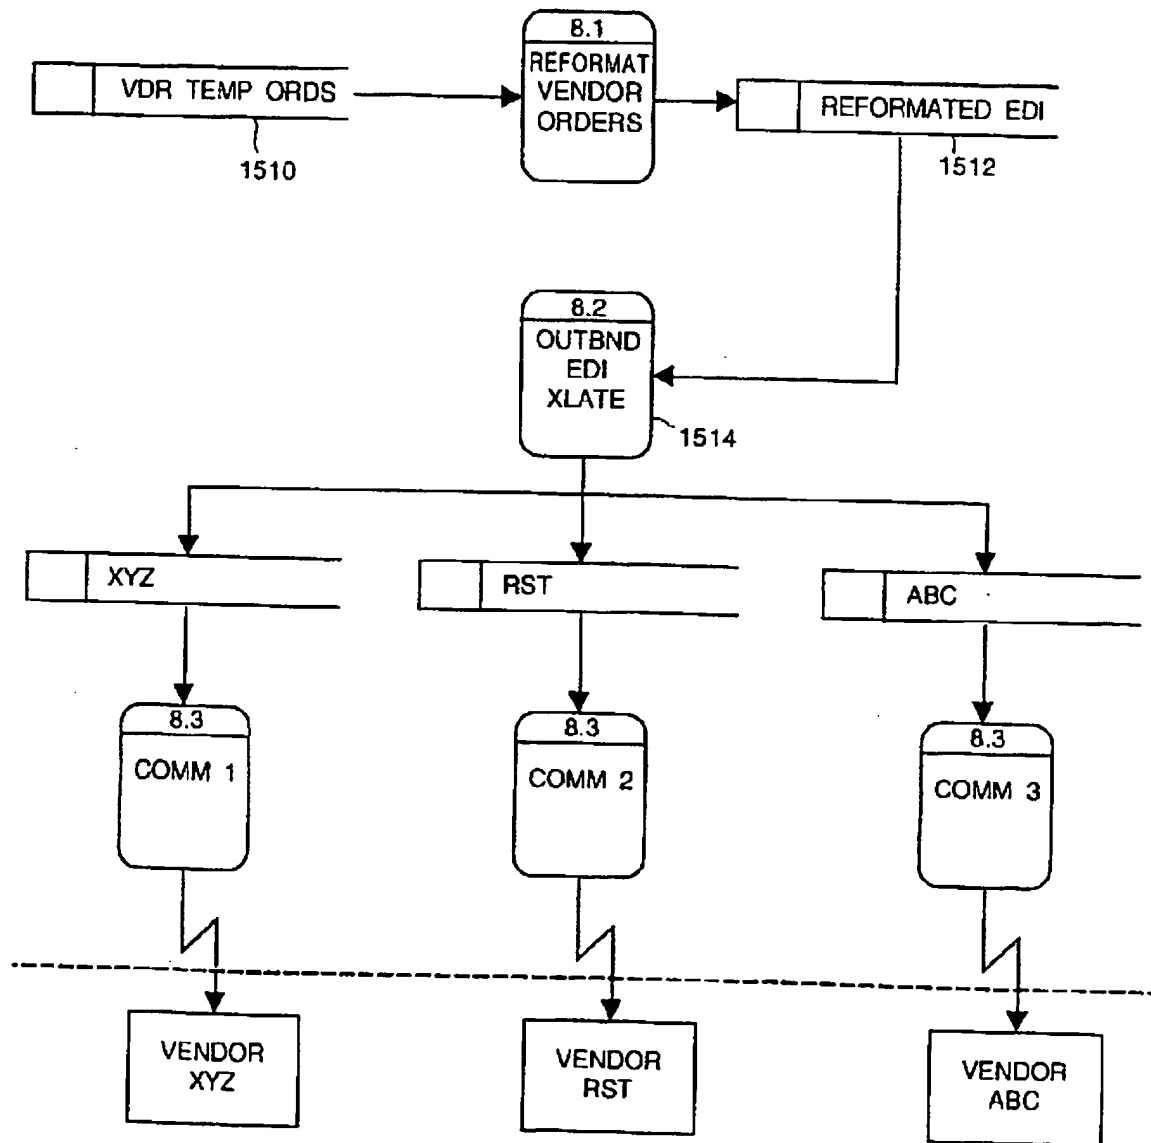 8.1
REFORMAT
VENDOR
ORDERS
VDR TEMP ORDS
1510
REFORMATED EDI
1512
8.2
OUTBND
EDI
XLATE
1514
XYZ
RST
ABC
8.3
COMM 1
8.3
COMM 2
8.3
COMM 3
VENDOR
XYZ
VENDOR
RST
VENDOR
ABC